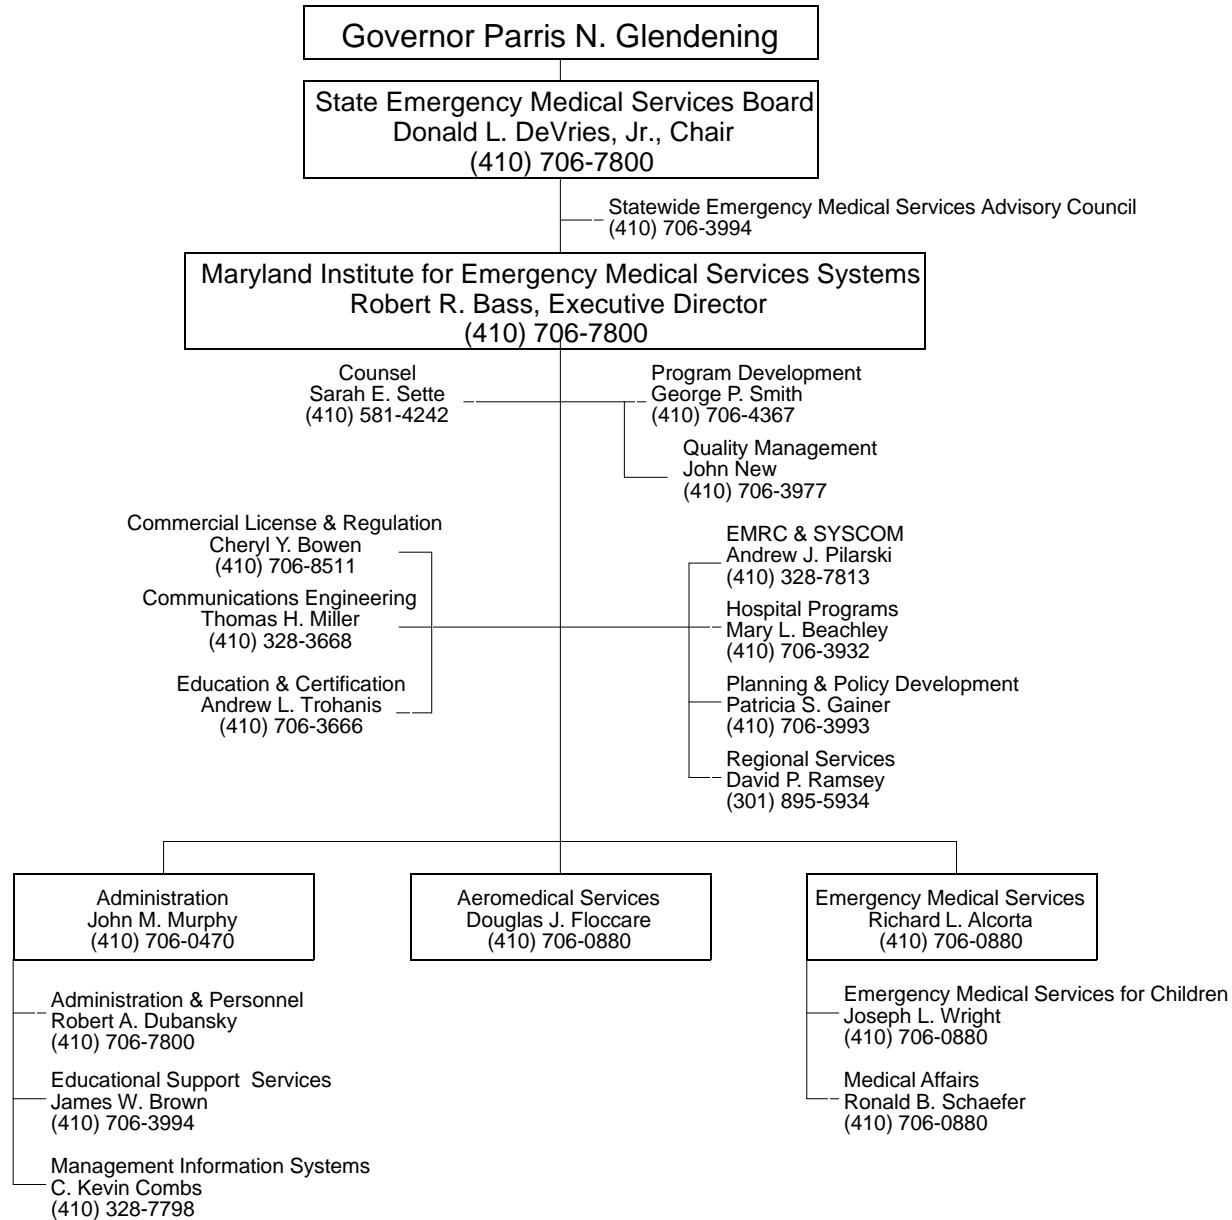 Governor Parris N. Glendening
State Emergency Medical Services Board
Donald L. DeVries, Jr., Chair
(410) 706-7800
Statewide Emergency Medical Services Advisory Council
(410) 706-3994
Maryland Institute for Emergency Medical Services Systems
Robert R. Bass, Executive Director
(410) 706-7800
Counsel
Sarah E. Sette
(410) 581-4242
Program Development
George P. Smith
(410) 706-4367
Quality Management
John New
(410) 706-3977
Commercial License & Regulation
Cheryl Y. Bowen
(410) 706-8511
Communications Engineering
Thomas H. Miller
(410) 328-3668
Education & Certification
Andrew L. Trohanis
(410) 706-3666
EMRC & SYSCOM
Andrew J. Pilarski
(410) 328-7813
Hospital Programs
Mary L. Beachley
(410) 706-3932
Planning & Policy Development
Patricia S. Gainer
(410) 706-3993
Regional Services
David P. Ramsey
(301) 895-5934
Administration
John M. Murphy
(410) 706-0470
Aeromedical Services
Douglas J. Floccare
(410) 706-0880
Emergency Medical Services
Richard L. Alcorta
(410) 706-0880
Administration & Personnel
Robert A. Dubansky
(410) 706-7800
Educational Support  Services
James W. Brown
(410) 706-3994
Management Information Systems
C. Kevin Combs
(410) 328-7798
Emergency Medical Services for Children
Joseph L. Wright
(410) 706-0880
Medical Affairs
Ronald B. Schaefer
(410) 706-0880